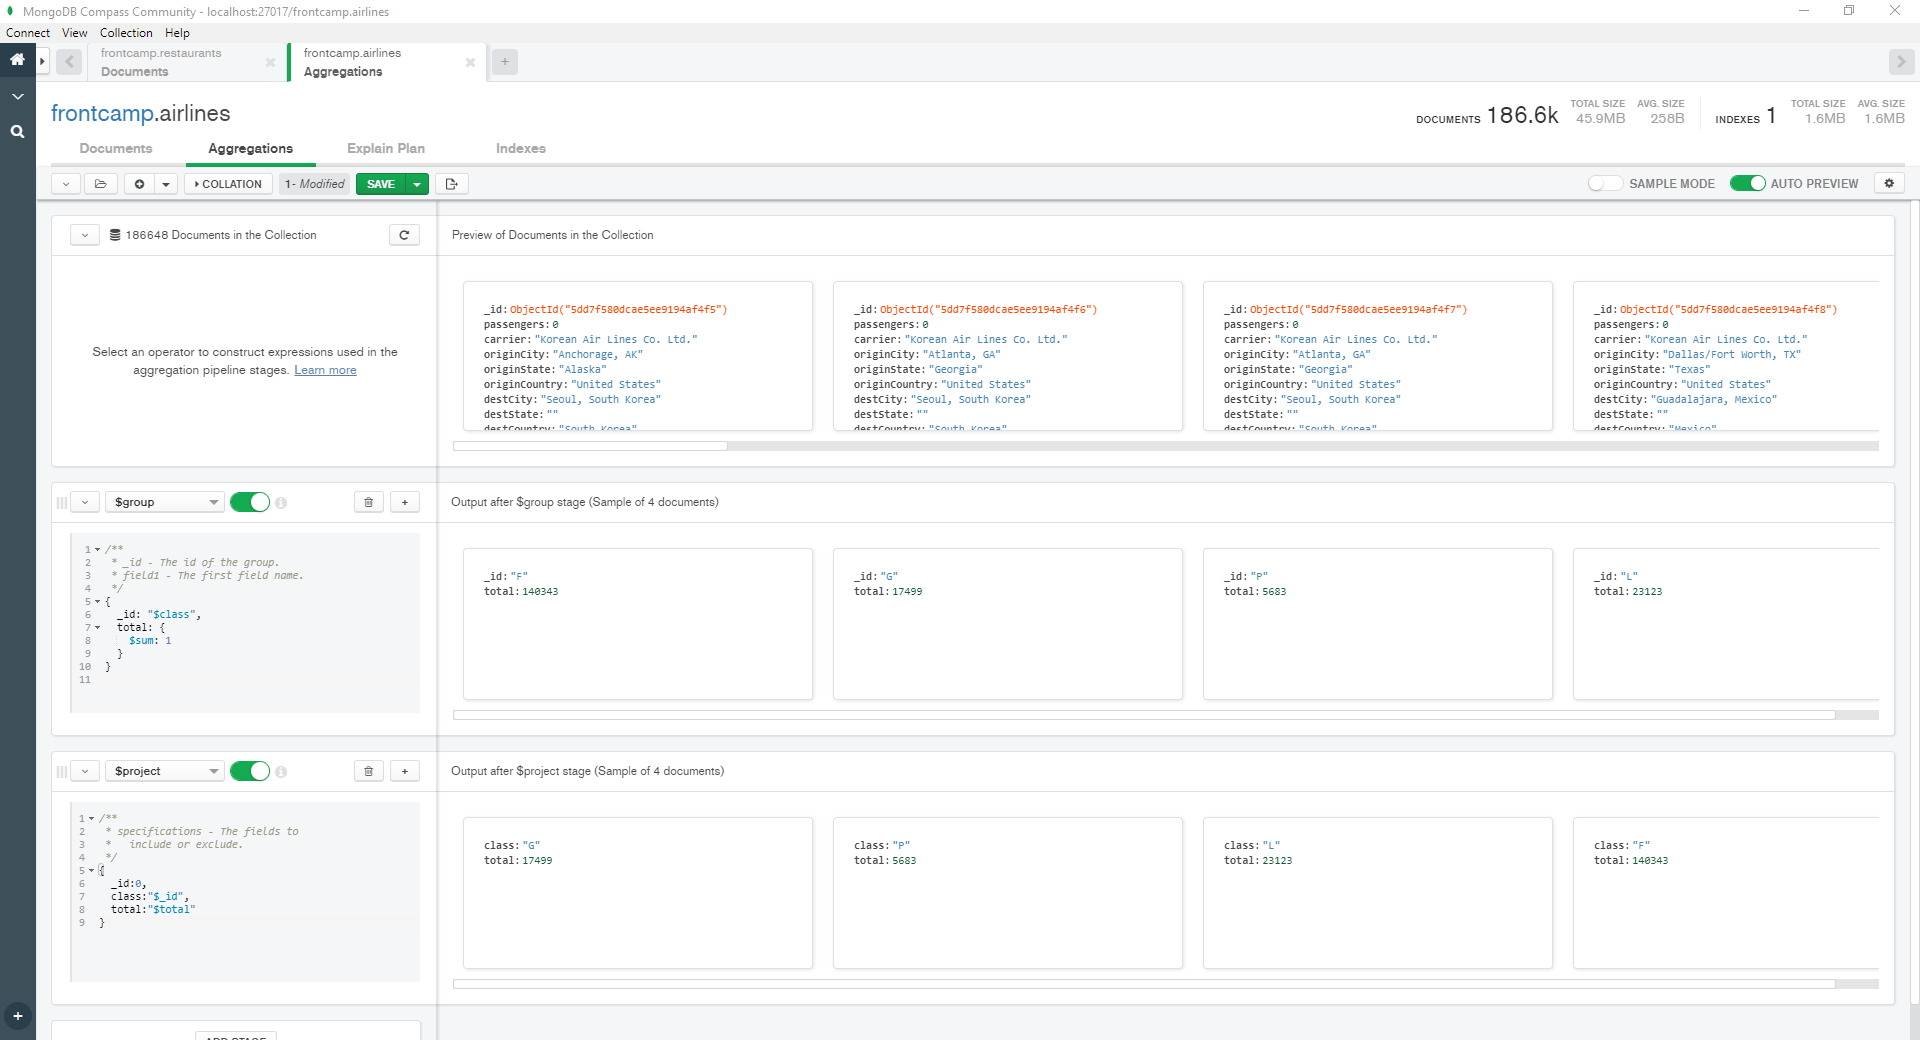 MongoDB Compass Community - localhost:27017/frontcamp.airlines
Connect View Collection Help
frontcamp.restaurants
Documents
frontcamp.airlines
Aggregations
frontcamp.airlines
DOCUMENTS 186.6k TOTAL SIZE 45.9MB AVG. SIZE 258B INDEXES 1 TOTAL SIZE 1.6MB AVG. SIZE 1.6MB
Documents Aggregations Explain Plan Indexes
COLLATION 1- Modified SAVE SAMPLE MODE AUTO PREVIEW
186648 Documents in the Collection
Select an operator to construct expressions used in the
aggregation pipeline stages. Learn more
Preview of Documents in the Collection
_id: ObjectId("5dd7f580dcae5ee9194af4f5")
passengers: 0
carrier: "Korean Air Lines Co. Ltd."
originCity: "Anchorage, AK"
originState: "Alaska"
originCountry: "United States"
destCity: "Seoul, South Korea"
destState: ""
destCountry: "South Korea"
_id: ObjectId("5dd7f580dcae5ee9194af4f6")
passengers: 0
carrier: "Korean Air Lines Co. Ltd."
originCity: "Atlanta, GA"
originState: "Georgia"
originCountry: "United States"
destCity: "Seoul, South Korea"
destState: ""
destCountry: "South Korea"
_id: ObjectId("5dd7f580dcae5ee9194af4f7")
passengers: 0
carrier: "Korean Air Lines Co. Ltd."
originCity: "Atlanta, GA"
originState: "Georgia"
originCountry: "United States"
destCity: "Seoul, South Korea"
destState: ""
destCountry: "South Korea"
_id: ObjectId("5dd7f580dcae5ee9194af4f8")
passengers: 0
carrier: "Korean Air Lines Co. Ltd."
originCity: "Dallas/Fort Worth, TX"
originState: "Texas"
originCountry: "United States"
destCity: "Guadalajara, Mexico"
destState: ""
destCountry: "Mexico"
$group
1 /**
2 * _id - The id of the group.
3 * field1 - The first field name.
4 */
5 {
6 _id: "$class",
7 total: {
8 $sum: 1
9 }
10 }
11
Output after $group stage (Sample of 4 documents)
_id: "F"
total: 140343
_id: "G"
total: 17499
_id: "P"
total: 5683
_id: "L"
total: 23123
$project
1 /**
2 * specifications - The fields to
3 * include or exclude.
4 */
5 {
6 _id:0,
7 class:"$_id",
8 total:"$total"
9 }
Output after $project stage (Sample of 4 documents)
class: "G"
total: 17499
class: "P"
total: 5683
class: "L"
total: 23123
class: "F"
total: 140343
ADD STAGE